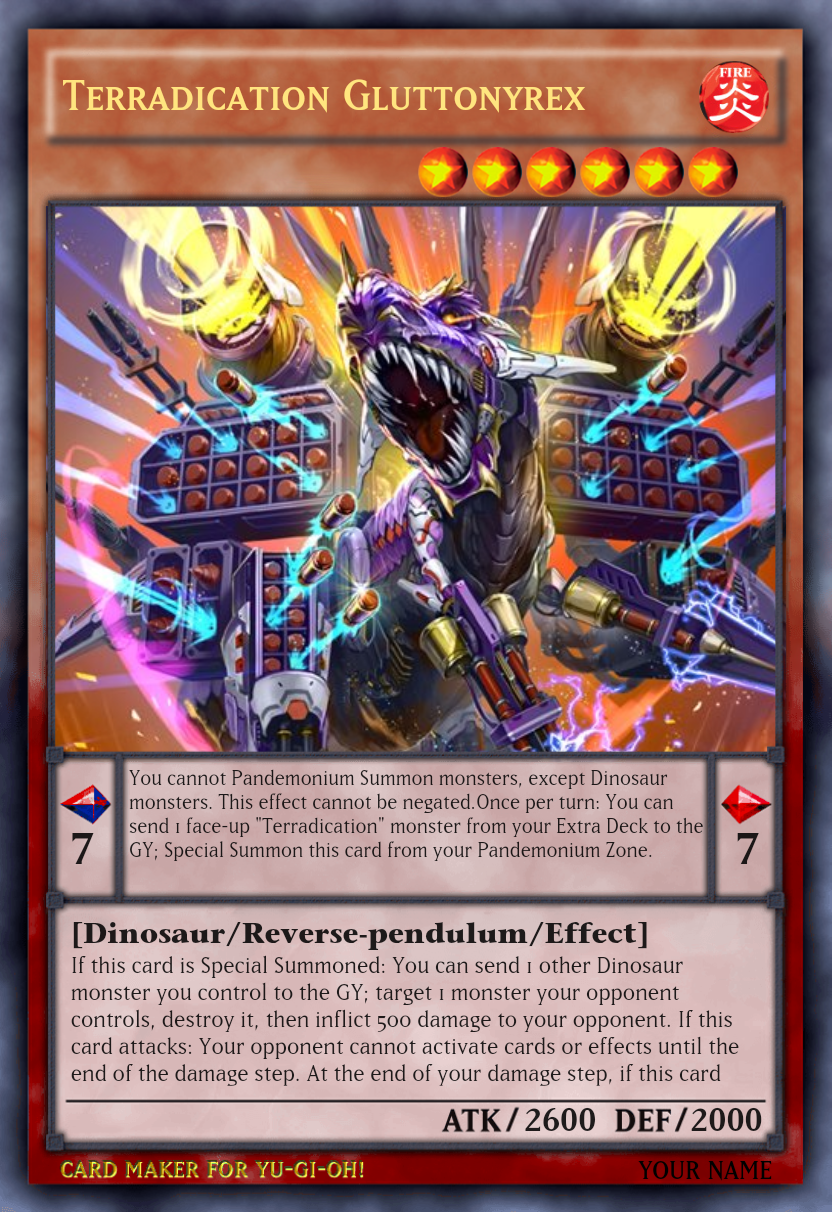 Terradication Gluttonyrex
FIRE
炎
You cannot Pandemonium Summon monsters, except Dinosaur
monsters. This effect cannot be negated.Once per turn: You can
send 1 face-up "Terradication" monster from your Extra Deck to the
GY; Special Summon this card from your Pandemonium Zone.
7
7
[Dinosaur/Reverse-pendulum/Effect]
If this card is Special Summoned: You can send 1 other Dinosaur
monster you control to the GY; target 1 monster your opponent
controls, destroy it, then inflict 500 damage to your opponent. If this
card attacks: Your opponent cannot activate cards or effects until the
end of the damage step. At the end of your damage step, if this card
ATK/2600 DEF/2000
CARD MAKER FOR YU-GI-OH!
YOUR NAME